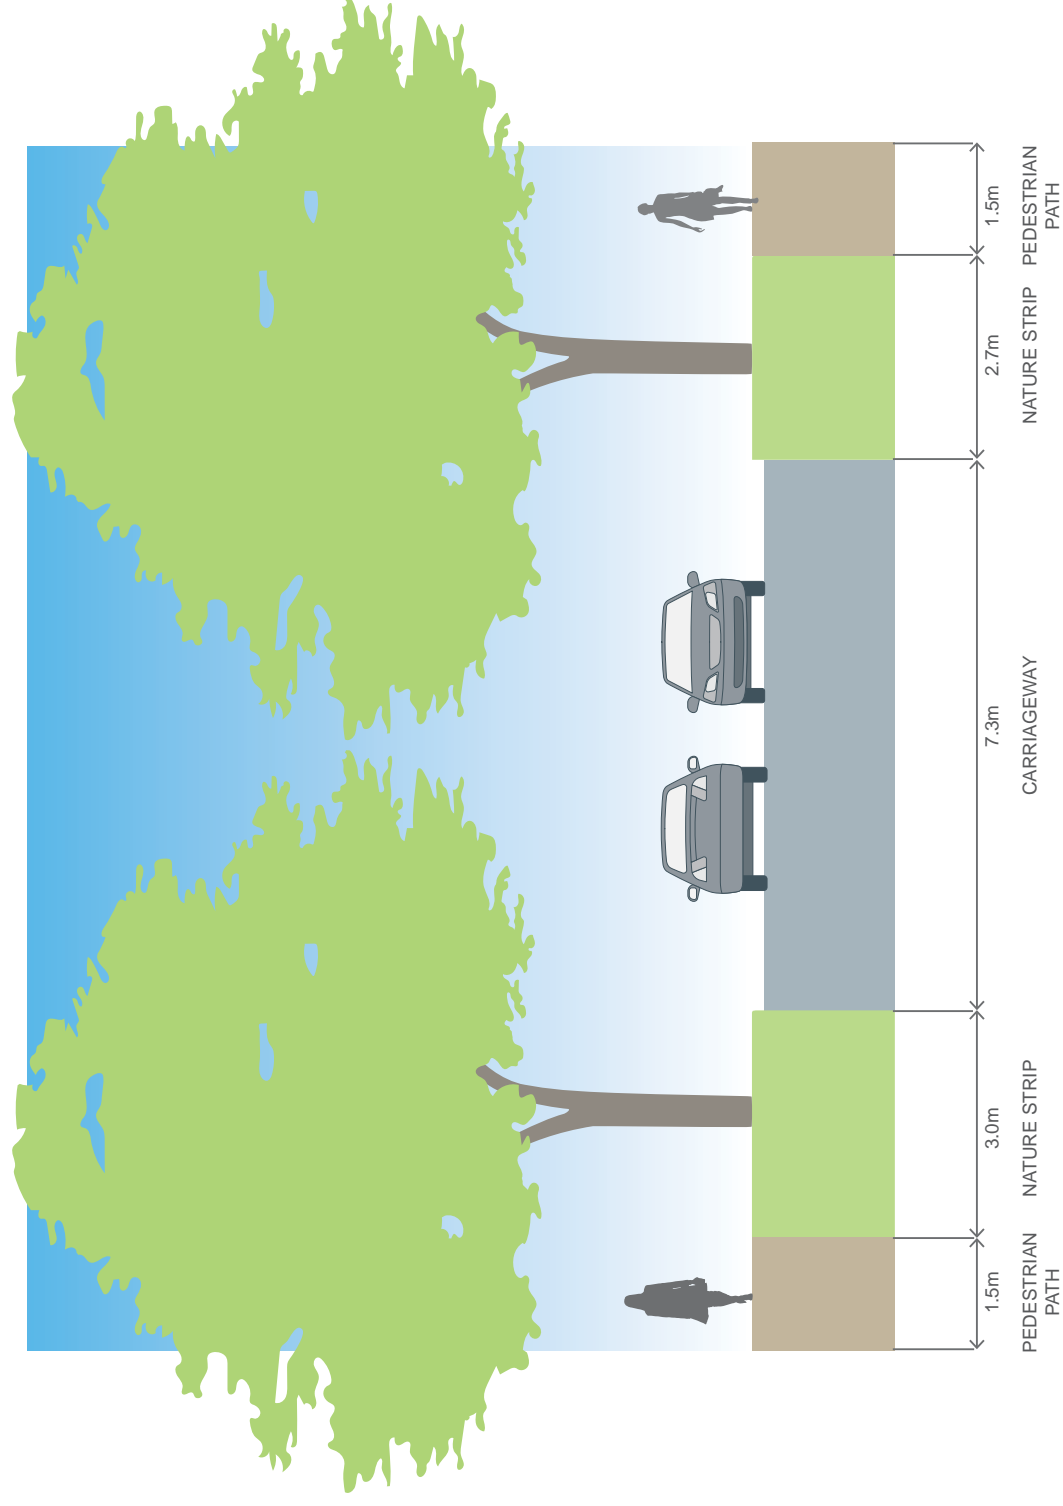 1.5m
3.0m
7.3m
2.7m
1.5m
PEDESTRIAN
PATH
NATURE STRIP
CARRIAGEWAY
NATURE STRIP
PEDESTRIAN
PATH